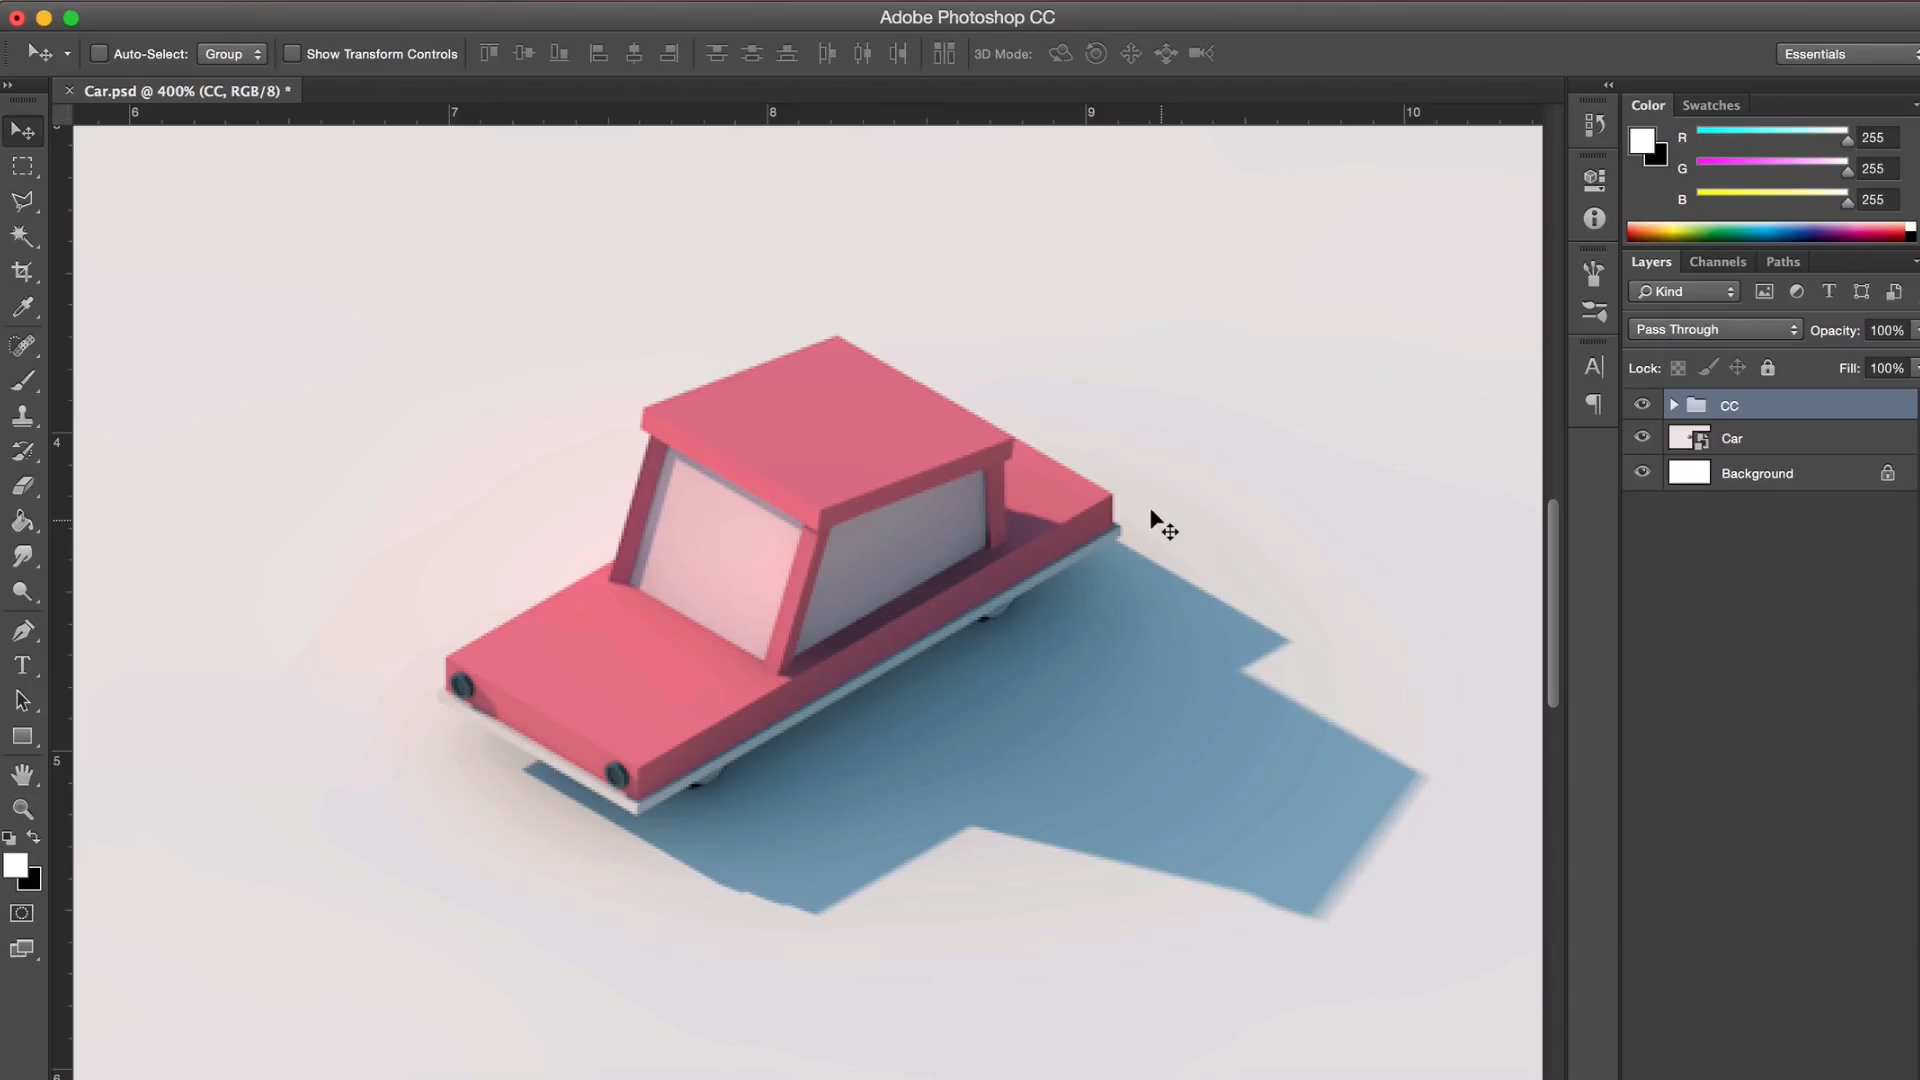 Adobe Photoshop CC
Auto-Select: Group Show Transform Controls 3D Mode: Essentials
Car.psd @ 400% (CC, RGB/8) *
6 7 8 9 10
Color Swatches
R 255
G 255
B 255
Layers Channels Paths
Kind
Pass Through Opacity: 100%
Lock: Fill: 100%
CC
Car
Background
4
5